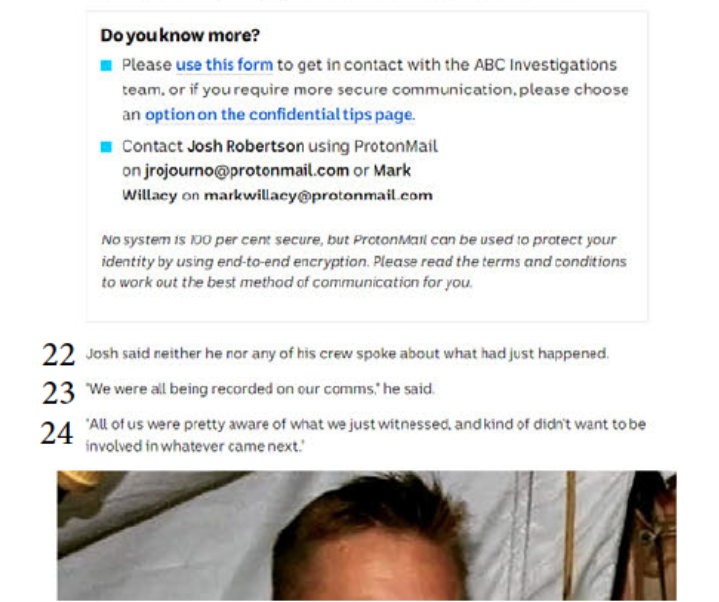 Do you know more?
Please use this form to get in contact with the ABC Investigations
team, or if you require more secure communication, please choose
an option on the confidential tips page.
Contact Josh Robertson using ProtonMail
on jrojourno@protonmail.com or Mark
Willacy on markwillacy@protonmail.com
No system is 100 per cent secure, but ProtonMail can be used to protect your
identity by using end-to-end encryption. Please read the terms and conditions
to work out the best method of communication for you.
22 Josh said neither he nor any of his crew spoke about what had just happened.
23 "We were all being recorded on our comms," he said.
24 "All of us were pretty aware of what we just witnessed, and kind of didn't want to be
involved in whatever came next."